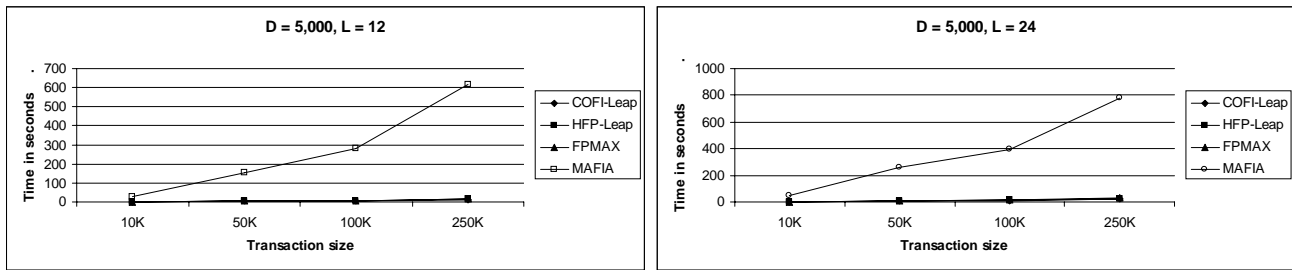 D = 5,000, L = 12
Time in seconds
700
600
500
400
300
200
100
0
10K
50K
100K
250K
Transaction size
COFI-Leap
HFP-Leap
FPMAX
MAFIA
D = 5,000, L = 24
Time in seconds
1000
800
600
400
200
0
10K
50K
100K
250K
Transaction size
COFI-Leap
HFP-Leap
FPMAX
MAFIA